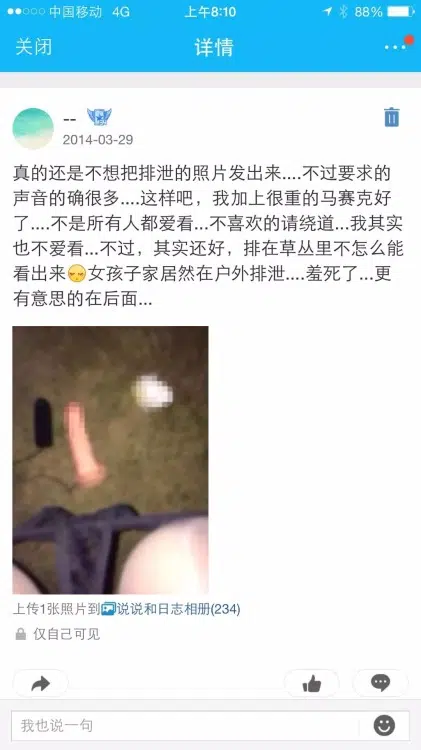 中国移动 4G 上午8:10 88%
关闭 详情
--
2014-03-29
真的还是不想把排泄的照片发出来....不过要求的
声音的确很多....这样吧，我加上很重的马赛克好
了....不是所有人都爱看...不喜欢的请绕道...我其实
也不爱看...不过，其实还好，排在草丛里不怎么能
看出来😔女孩子家居然在户外排泄....羞死了...更
有意思的在后面...
上传1张照片到说说和日志相册(234)
仅自己可见
我也说一句